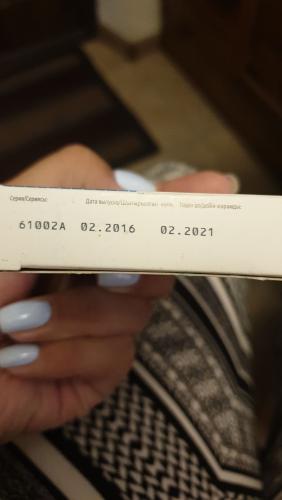 Серия/Сериясы: Дата выпуска/Шығарылған күні: Годен до/дейін жарамды:
61002A 02.2016 02.2021